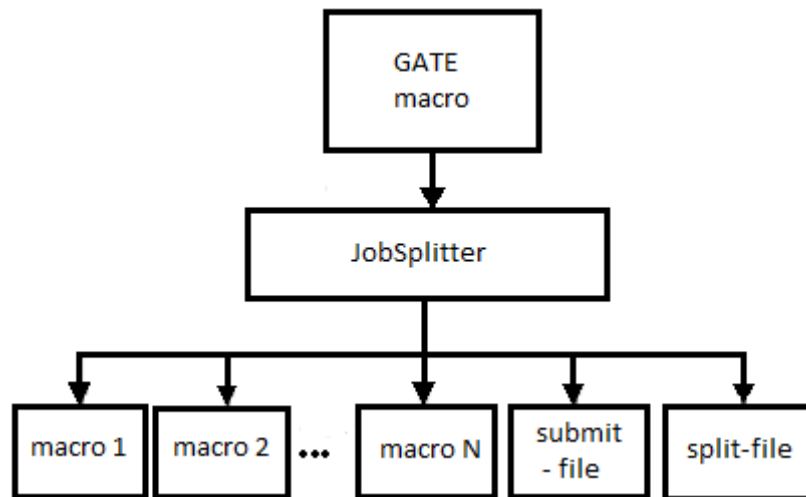 GATE
macro
JobSplitter
macro 1
macro 2
...
macro N
submit
- file
split-file